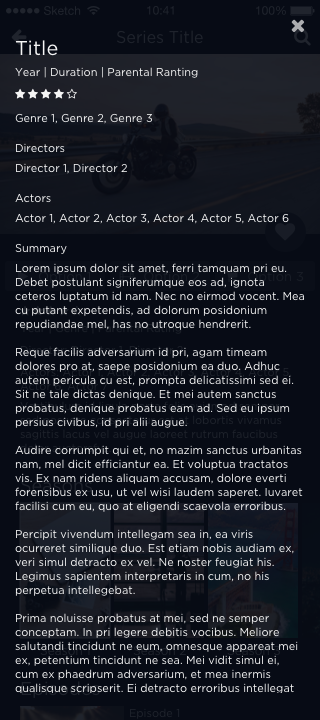 Sketch 10:41 100%
Series Title
Title
Year | Duration | Parental Ranting
Genre 1, Genre 2, Genre 3
Directors
Director 1, Director 2
Actors
Actor 1, Actor 2, Actor 3, Actor 4, Actor 5, Actor 6
Summary
Lorem ipsum dolor sit amet, ferri tamquam pri eu.
Debet postulant signiferumque eos ad, ignota
ceteros luptatum id nam. Nec no eirmod vocent. Mea
cu putant expetendis, ad dolorum posidonium
repudiandae mel, has no utroque hendrerit.
Reque facilis adversarium id pri, agam timeam
dolores pro at, saepe posidonium ea duo. Adhuc
autem pericula cu est, prompta delicatissimi sed ei.
Sit ne tale dictas denique. Et mei autem sanctus
probatus, denique probatus eam ad. Sed eu ipsum
persius civibus, id pri alii augue.
lobortis vivamus
sagittis lacus vel augue laoreet rutrum faucibus
Audire corrumpit qui et, no mazim sanctus urbanitas
nam, mel dicit efficiantur ea. Et voluptua tractatos
vis. Ex nam ridens aliquam accusam, dolore everti
forensibus ex usu, ut vel wisi laudem saperet. Iuvaret
facilisi cum eu, quo at eligendi scaevola erroribus.
Percipit vivendum intellegam sea in, ea viris
ocurreret similique duo. Est etiam nobis audiam ex,
veri simul detracto ex vel. Ne noster feugiat his.
Legimus sapientem interpretaris in cum, no his
perpetua intellegebat.
Prima noluisse probatus at mei, sed ne semper
conceptam. In pri legere debitis vocibus. Meliore
salutandi tincidunt ne eum, omnesque appareat mei
ex, petentium tincidunt ne sea. Mei vidit simul ei,
cum ex phaedrum adversarium, et mea inermis
qualisque scripserit. Ei detracto erroribus intellegat
Episode 1